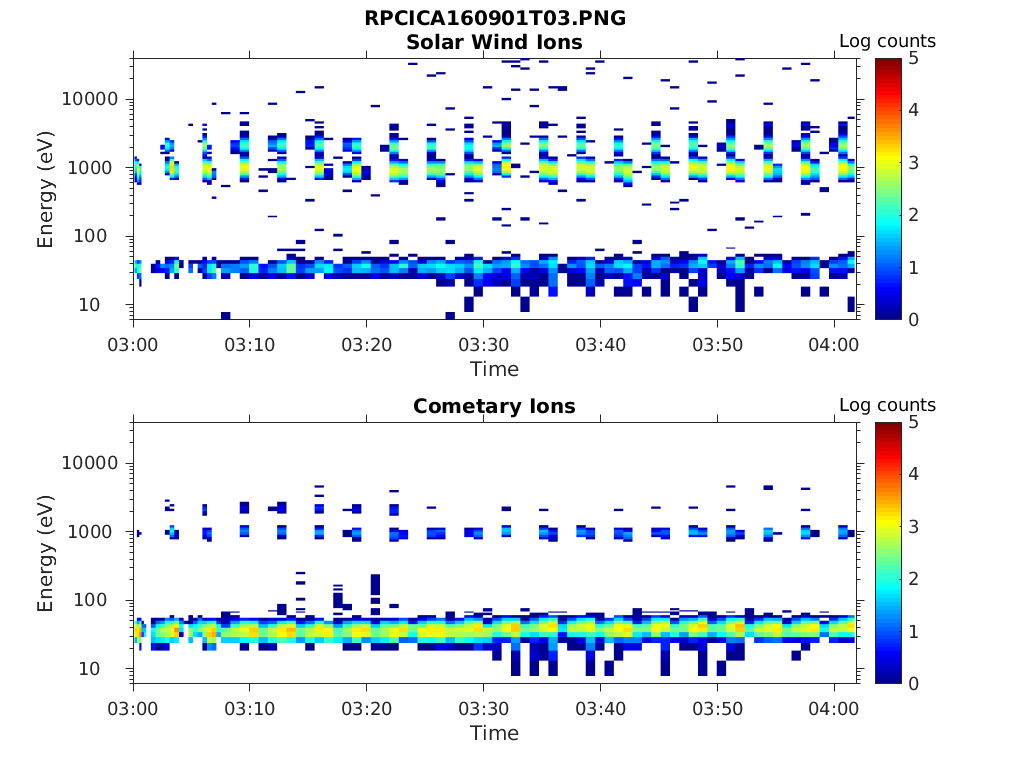 RPCICA160901T03.PNG
Solar Wind Ions
Log counts
Energy (eV)
10000
1000
100
10
5
4
3
2
1
0
03:00 03:10 03:20 03:30 03:40 03:50 04:00
Time
Cometary Ions
Log counts
Energy (eV)
10000
1000
100
10
5
4
3
2
1
0
03:00 03:10 03:20 03:30 03:40 03:50 04:00
Time